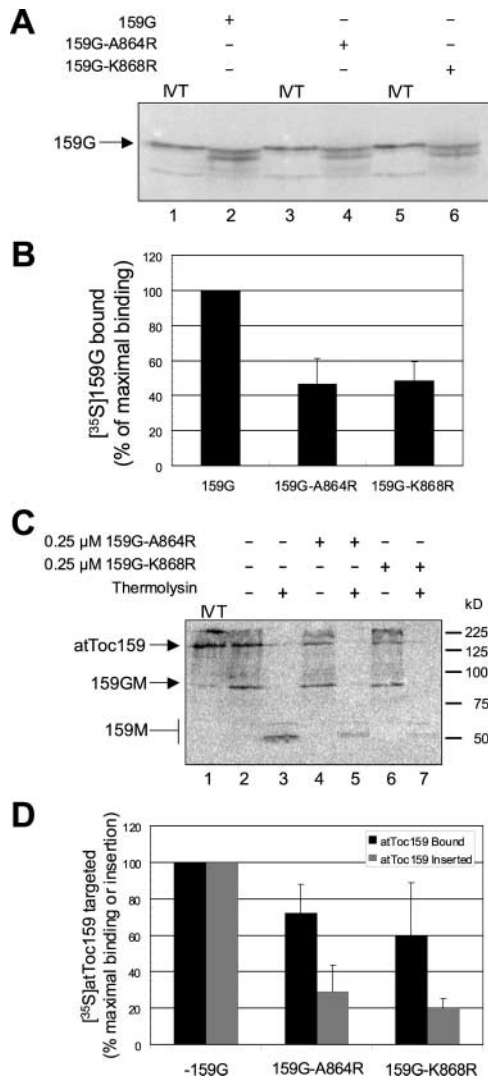 A
159G + – –
159G-A864R – + –
159G-K868R – – +
IVT IVT IVT
159G
1 2 3 4 5 6
B
[35S]159G bound
(% of maximal binding)
120
100
80
60
40
20
0
159G 159G-A864R 159G-K868R
C
0.25 µM 159G-A864R – – + + – –
0.25 µM 159G-K868R – – – – + +
Thermolysin – + – + – +
IVT kD
atToc159
159GM
159M
225
125
100
75
50
1 2 3 4 5 6 7
D
[35S]atToc159 targeted
(% maximal binding or insertion)
120
100
80
60
40
20
0
atToc159 Bound
atToc159 Inserted
-159G 159G-A864R 159G-K868R